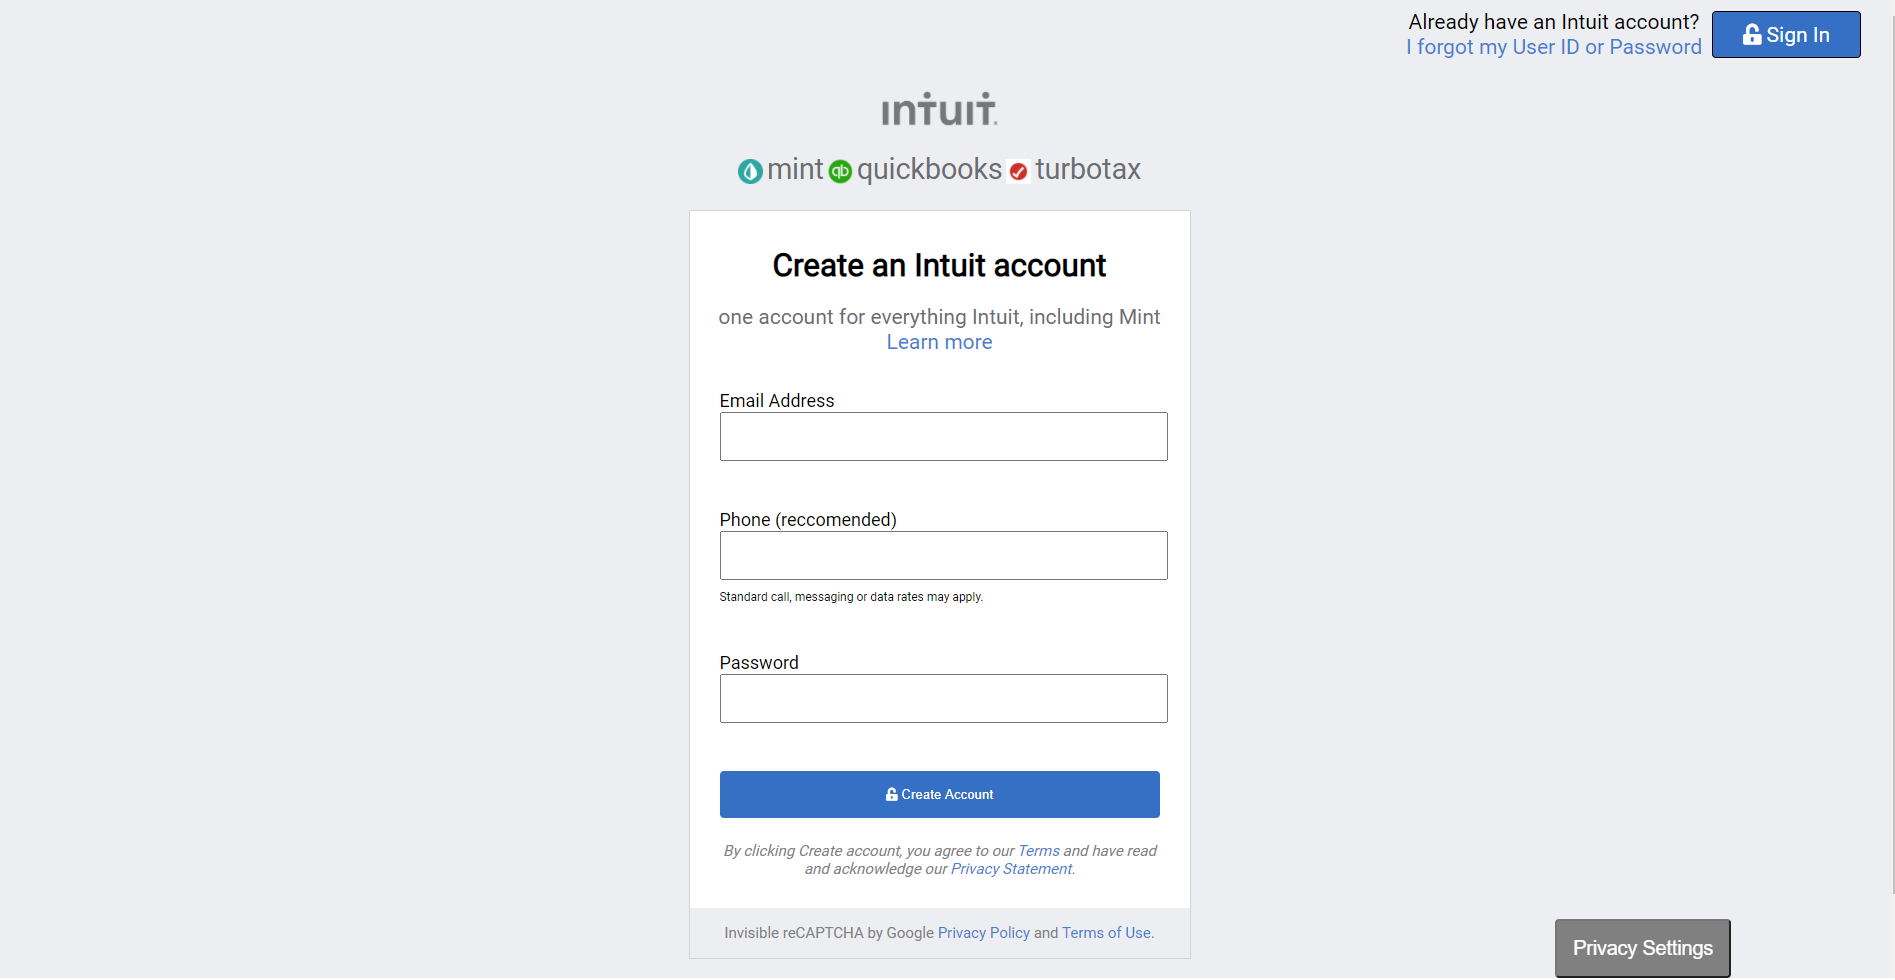 Already have an Intuit account?
I forgot my User ID or Password
Sign In
intuit.
mint quickbooks turbotax
Create an Intuit account
one account for everything Intuit, including Mint
Learn more
Email Address
Phone (reccomended)
Standard call, messaging or data rates may apply.
Password
Create Account
By clicking Create account, you agree to our Terms and have read
and acknowledge our Privacy Statement.
Invisible reCAPTCHA by Google Privacy Policy and Terms of Use.
Privacy Settings